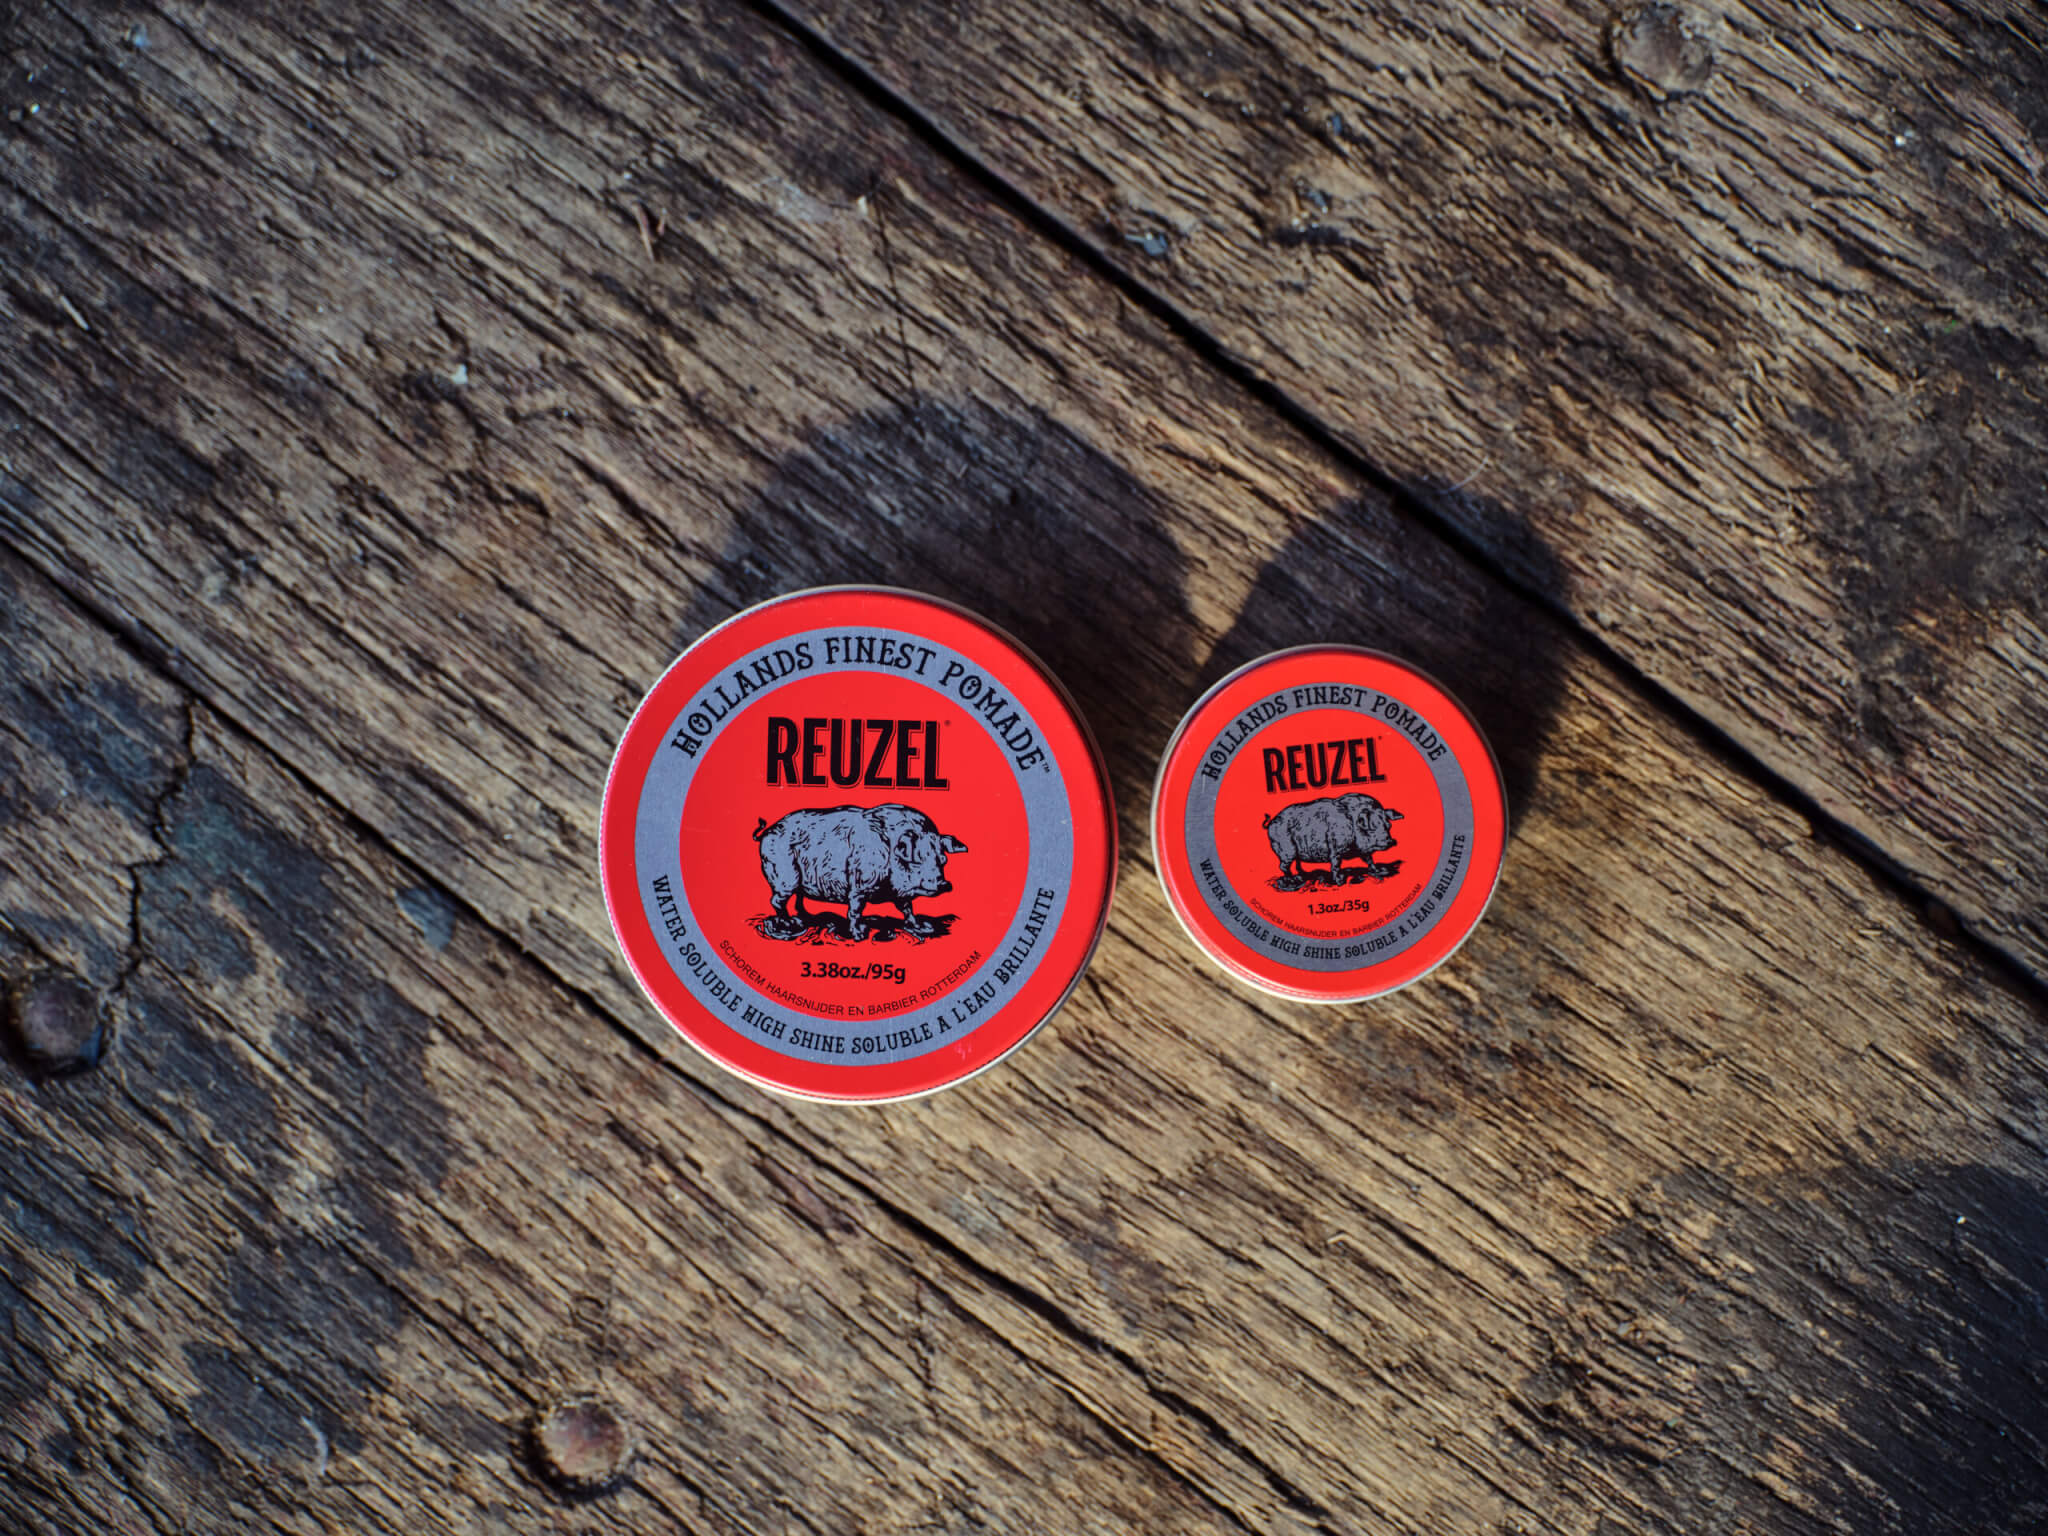 HOLLANDS FINEST POMADE™
REUZEL®
3.38oz./95g
SCHOREM HAARSNIJDER EN BARBIER ROTTERDAM
WATER SOLUBLE HIGH SHINE SOLUBLE A L'EAU BRILLANTE
HOLLANDS FINEST POMADE
REUZEL®
1.3oz./35g
SCHOREM HAARSNIJDER EN BARBIER ROTTERDAM
WATER SOLUBLE HIGH SHINE SOLUBLE A L'EAU BRILLANTE